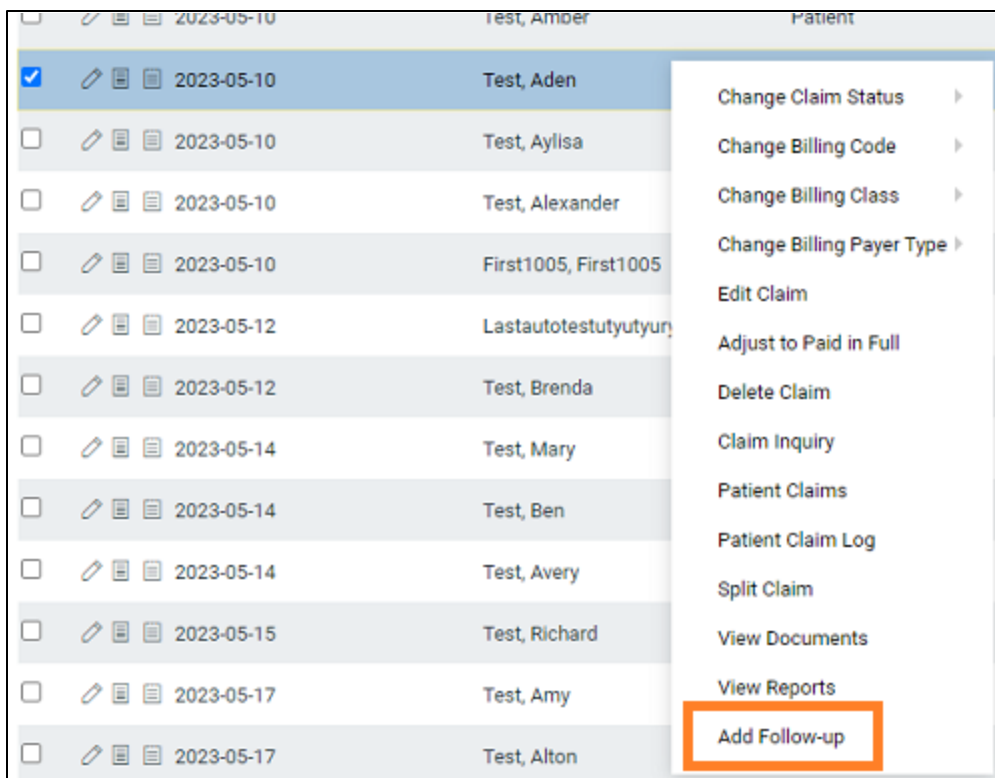 2023-05-10 Test, Amber Patient
2023-05-10 Test, Aden
Change Claim Status
2023-05-10 Test, Aylisa
Change Billing Code
2023-05-10 Test, Alexander
Change Billing Class
2023-05-10 First1005, First1005
Change Billing Payer Type
Edit Claim
2023-05-12 Lastautotestutyutyury
Adjust to Paid in Full
2023-05-12 Test, Brenda
Delete Claim
2023-05-14 Test, Mary
Claim Inquiry
Patient Claims
2023-05-14 Test, Ben
Patient Claim Log
2023-05-14 Test, Avery
Split Claim
2023-05-15 Test, Richard
View Documents
2023-05-17 Test, Amy
View Reports
Add Follow-up
2023-05-17 Test, Alton